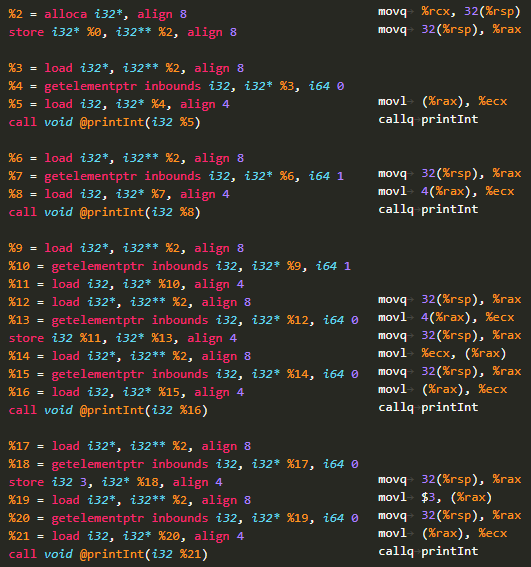 %2 = alloca i32*, align 8
store i32* %0, i32** %2, align 8
%3 = load i32*, i32** %2, align 8
%4 = getelementptr inbounds i32, i32* %3, i64 0
%5 = load i32, i32* %4, align 4
call void @printInt(i32 %5)
%6 = load i32*, i32** %2, align 8
%7 = getelementptr inbounds i32, i32* %6, i64 1
%8 = load i32, i32* %7, align 4
call void @printInt(i32 %8)
%9 = load i32*, i32** %2, align 8
%10 = getelementptr inbounds i32, i32* %9, i64 1
%11 = load i32, i32* %10, align 4
%12 = load i32*, i32** %2, align 8
%13 = getelementptr inbounds i32, i32* %12, i64 0
store i32 %11, i32* %13, align 4
%14 = load i32*, i32** %2, align 8
%15 = getelementptr inbounds i32, i32* %14, i64 0
%16 = load i32, i32* %15, align 4
call void @printInt(i32 %16)
%17 = load i32*, i32** %2, align 8
%18 = getelementptr inbounds i32, i32* %17, i64 0
store i32 3, i32* %18, align 4
%19 = load i32*, i32** %2, align 8
%20 = getelementptr inbounds i32, i32* %19, i64 0
%21 = load i32, i32* %20, align 4
call void @printInt(i32 %21)
movq %rcx, 32(%rsp)
movq 32(%rsp), %rax
movl (%rax), %ecx
callq printInt
movq 32(%rsp), %rax
movl 4(%rax), %ecx
callq printInt
movq 32(%rsp), %rax
movl 4(%rax), %ecx
movq 32(%rsp), %rax
movl %ecx, (%rax)
movq 32(%rsp), %rax
movl (%rax), %ecx
callq printInt
movq 32(%rsp), %rax
movl $3, (%rax)
movq 32(%rsp), %rax
movl (%rax), %ecx
callq printInt